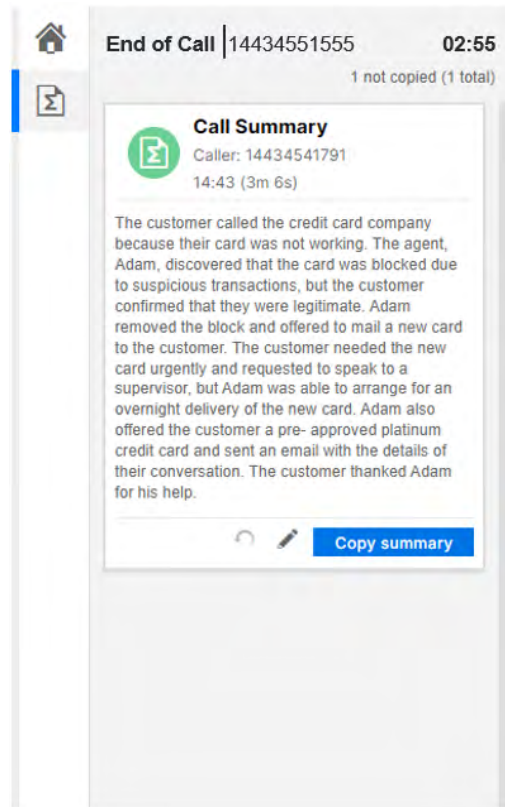 End of Call |14434551555 02:55
1 not copied (1 total)
Call Summary
Caller: 14434541791
14:43 (3m 6s)
The customer called the credit card company
because their card was not working. The agent,
Adam, discovered that the card was blocked due
to suspicious transactions, but the customer
confirmed that they were legitimate. Adam
removed the block and offered to mail a new card
to the customer. The customer needed the new
card urgently and requested to speak to a
supervisor, but Adam was able to arrange for an
overnight delivery of the new card. Adam also
offered the customer a pre- approved platinum
credit card and sent an email with the details of
their conversation. The customer thanked Adam
for his help.
Copy summary